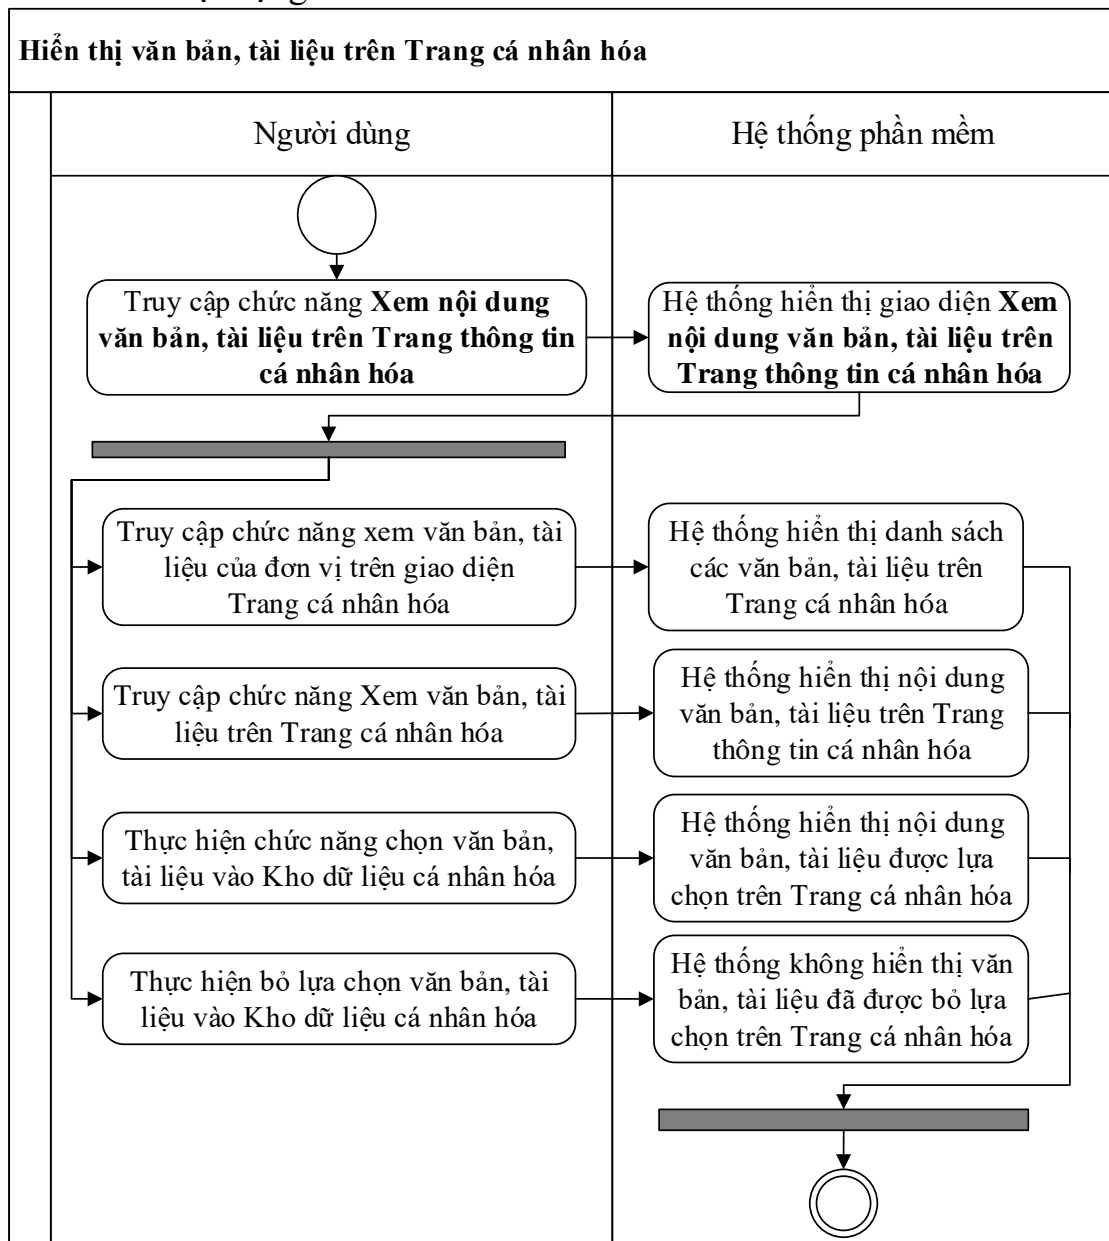 Hiển thị văn bản, tài liệu trên Trang cá nhân hóa
Người dùng
Hệ thống phần mềm
Truy cập chức năng Xem nội dung
văn bản, tài liệu trên Trang thông tin
cá nhân hóa
Hệ thống hiển thị giao diện Xem
nội dung văn bản, tài liệu trên
Trang thông tin cá nhân hóa
Truy cập chức năng xem văn bản, tài
liệu của đơn vị trên giao diện
Trang cá nhân hóa
Hệ thống hiển thị danh sách
các văn bản, tài liệu trên
Trang cá nhân hóa
Truy cập chức năng Xem văn bản, tài
liệu trên Trang cá nhân hóa
Hệ thống hiển thị nội dung
văn bản, tài liệu trên Trang
thông tin cá nhân hóa
Thực hiện chức năng chọn văn bản,
tài liệu vào Kho dữ liệu cá nhân hóa
Hệ thống hiển thị nội dung
văn bản, tài liệu được lựa
chọn trên Trang cá nhân hóa
Thực hiện bỏ lựa chọn văn bản, tài
liệu vào Kho dữ liệu cá nhân hóa
Hệ thống không hiển thị văn
bản, tài liệu đã được bỏ lựa
chọn trên Trang cá nhân hóa